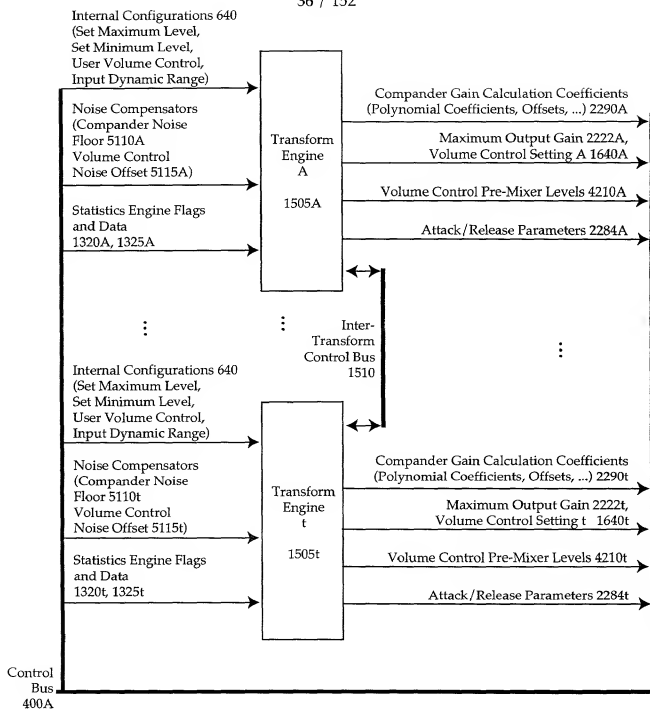 36 / 152
Internal Configurations 640
(Set Maximum Level,
Set Minimum Level,
User Volume Control,
Input Dynamic Range)
Noise Compensators
(Compander Noise
Floor 5110A
Volume Control
Noise Offset 5115A)
Statistics Engine Flags
and Data
1320A, 1325A
Transform
Engine
A
1505A
Compander Gain Calculation Coefficients
(Polynomial Coefficients, Offsets, ...) 2290A
Maximum Output Gain 2222A,
Volume Control Setting A 1640A
Volume Control Pre-Mixer Levels 4210A
Attack/Release Parameters 2284A
Inter-
Transform
Control Bus
1510
Internal Configurations 640
(Set Maximum Level,
Set Minimum Level,
User Volume Control,
Input Dynamic Range)
Noise Compensators
(Compander Noise
Floor 5110t
Volume Control
Noise Offset 5115t)
Statistics Engine Flags
and Data
1320t, 1325t
Transform
Engine
t
1505t
Compander Gain Calculation Coefficients
(Polynomial Coefficients, Offsets, ...) 2290t
Maximum Output Gain 2222t,
Volume Control Setting t 1640t
Volume Control Pre-Mixer Levels 4210t
Attack/Release Parameters 2284t
Control
Bus
400A